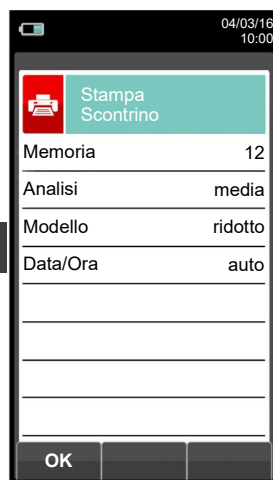 04/03/16
10:00
Stampa
Scontrino
Memoria 12
Analisi media
Modello ridotto
Data/Ora auto
OK